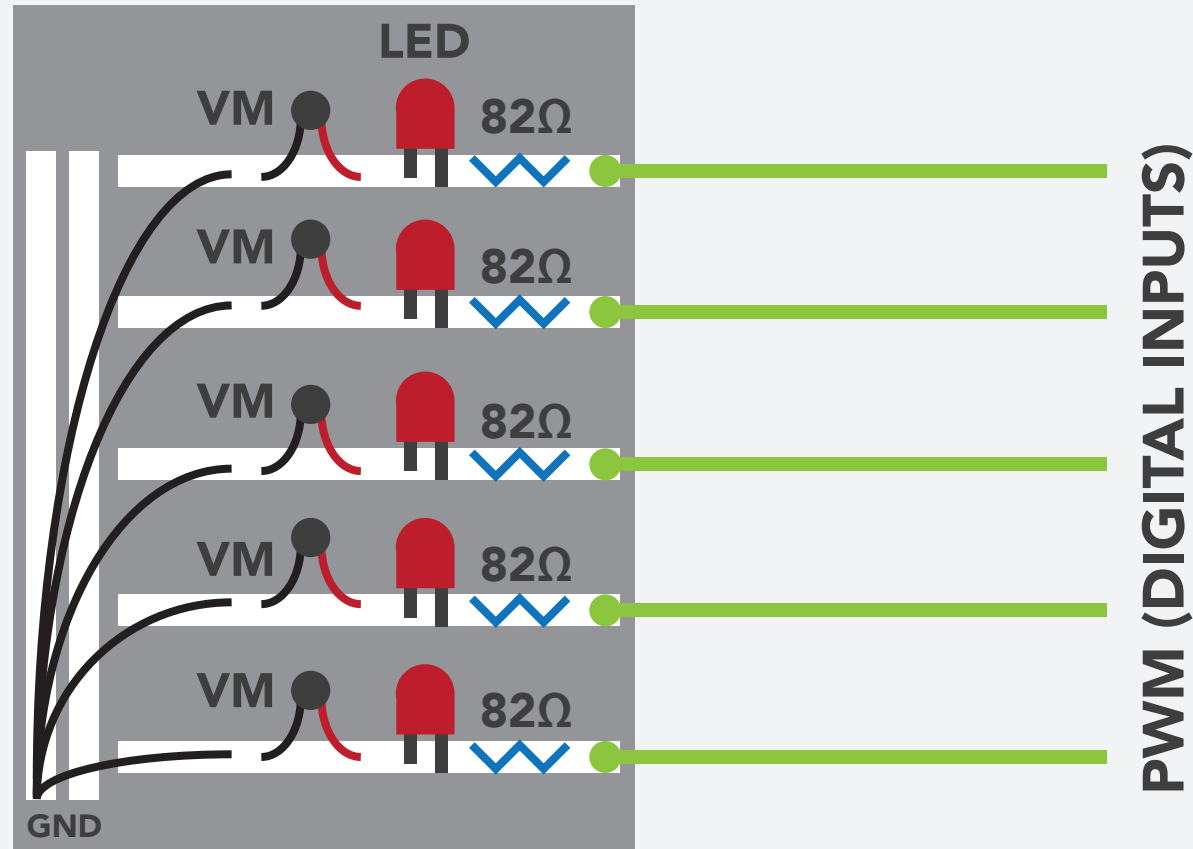 LED
VM
82Ω
VM
82Ω
VM
82Ω
VM
82Ω
VM
82Ω
GND
PWM (DIGITAL INPUTS)